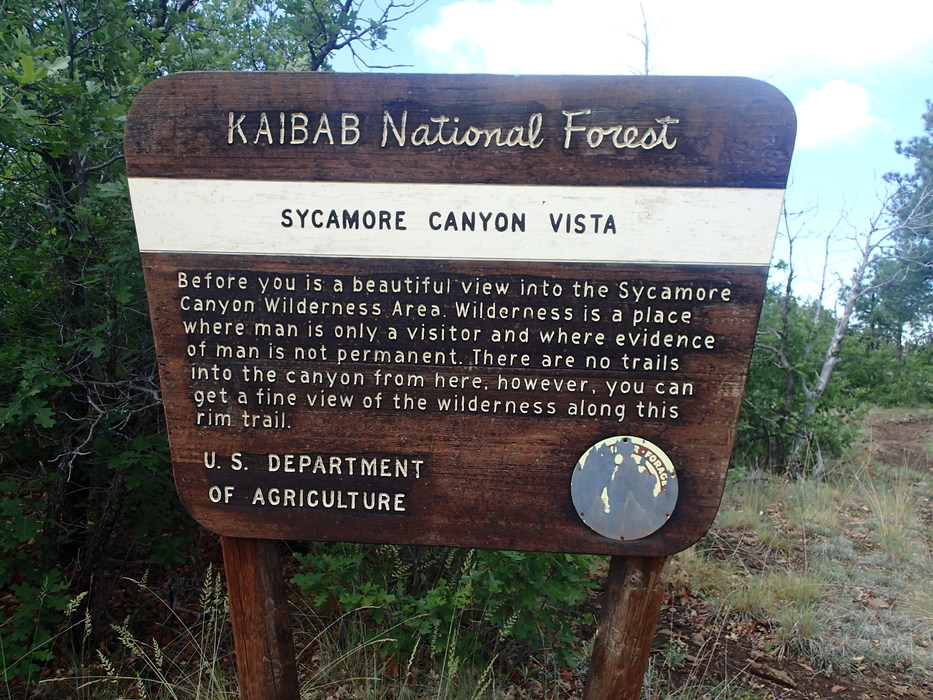 KAIBAB National Forest
SYCAMORE CANYON VISTA
Before you is a beautiful view into the Sycamore
Canyon Wilderness Area. Wilderness is a place
where man is only a visitor and where evidence
of man is not permanent. There are no trails
into the canyon from here, however, you can
get a fine view of the wilderness along this
rim trail.
U. S. DEPARTMENT
OF AGRICULTURE
FORAGE